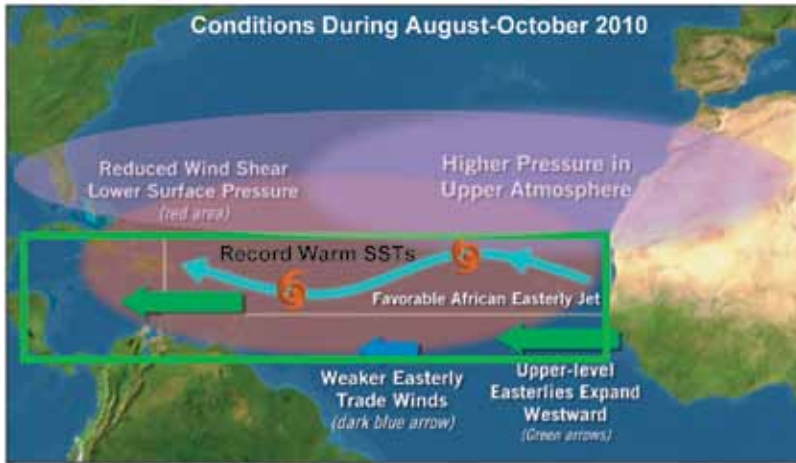 Conditions During August-October 2010
Reduced Wind Shear
Lower Surface Pressure
(red area)
Higher Pressure in
Upper Atmosphere
Record Warm SSTs
Favorable African Easterly Jet
Weaker Easterly
Trade Winds
(dark blue arrow)
Upper-level
Easterlies Expand
Westward
(Green arrows)